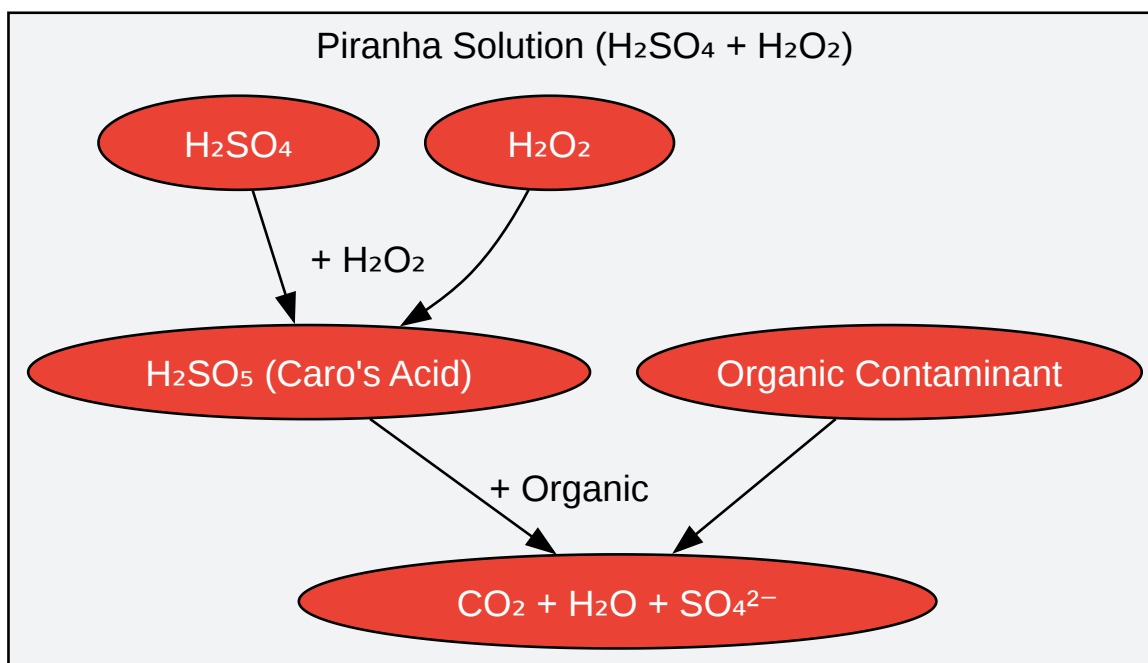 Piranha Solution (H₂SO₄ + H₂O₂)
H₂SO₄
H₂O₂
+ H₂O₂
H₂SO₅ (Caro's Acid)
Organic Contaminant
+ Organic
CO₂ + H₂O + SO₄²⁻